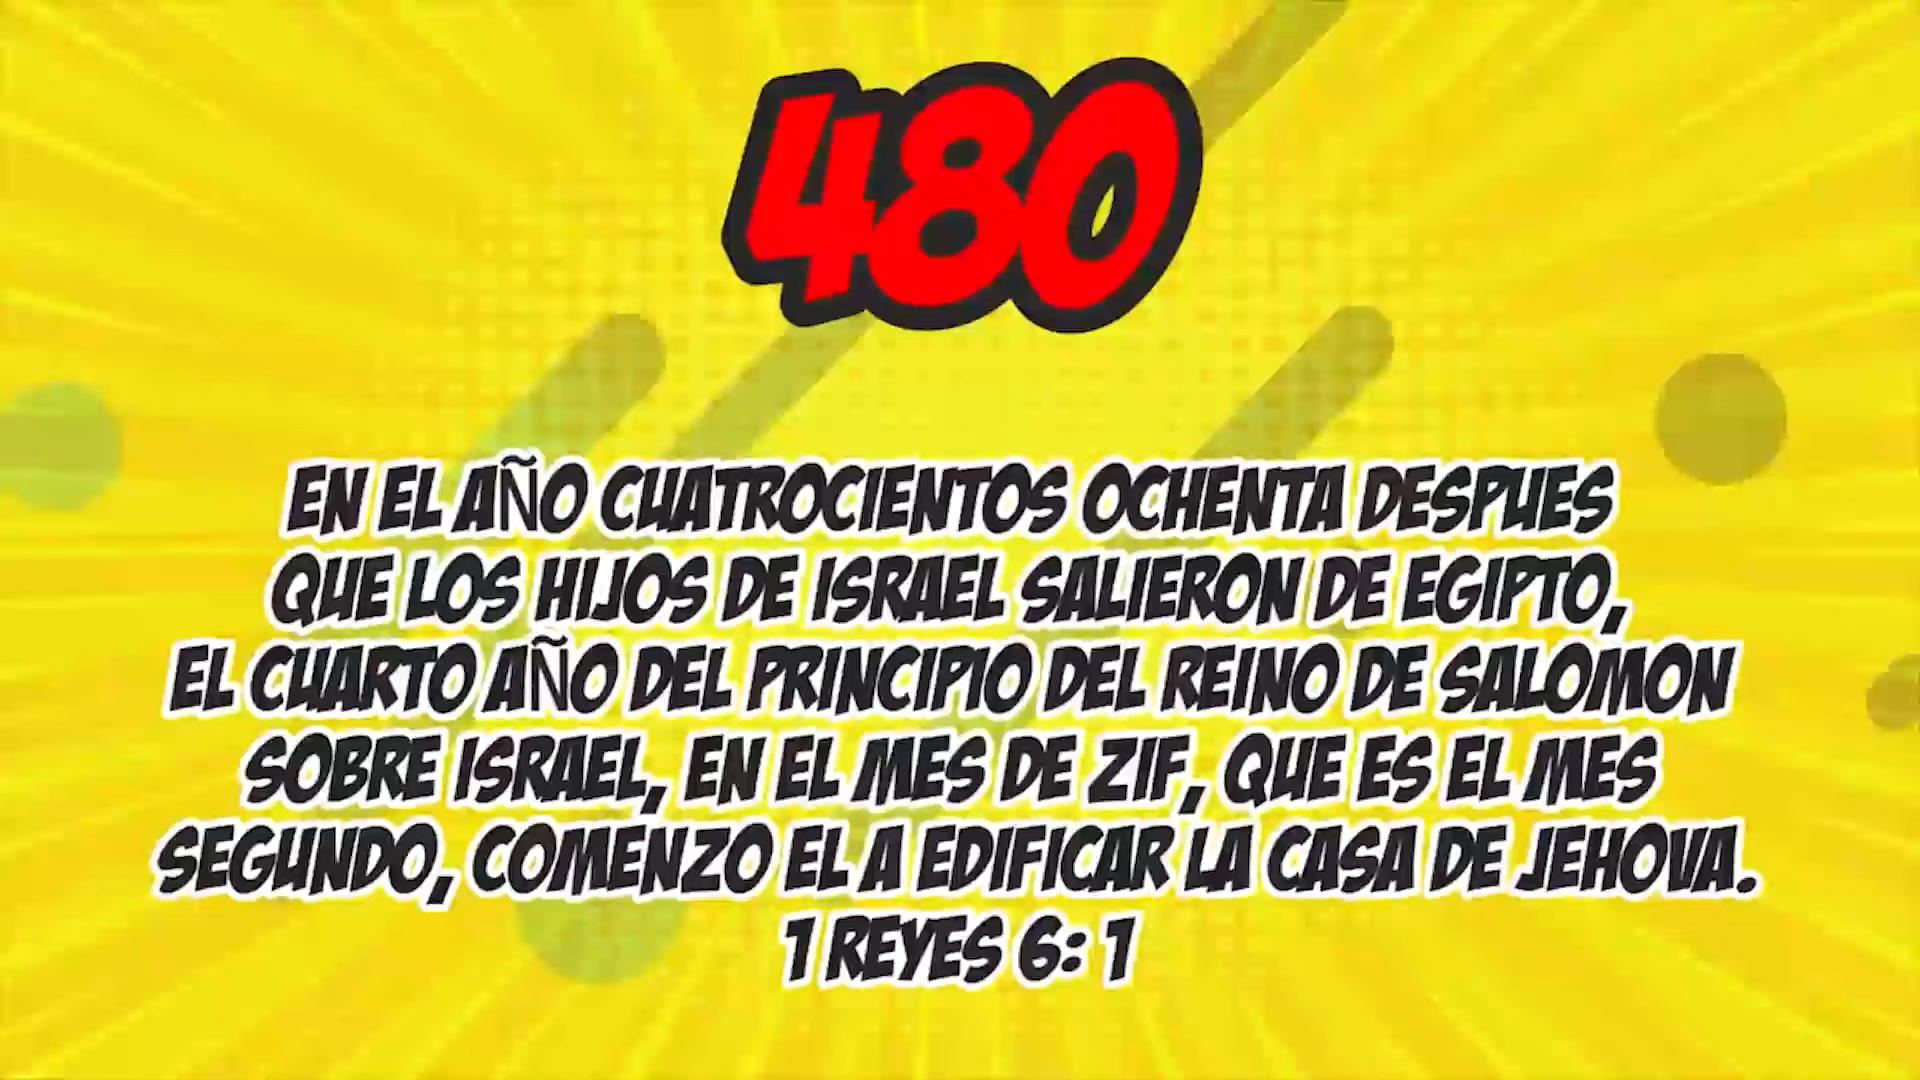 480
EN EL AÑO CUATROCIENTOS OCHENTA DESPUES
QUE LOS HIJOS DE ISRAEL SALIERON DE EGIPTO,
EL CUARTO AÑO DEL PRINCIPIO DEL REINO DE SALOMON
SOBRE ISRAEL, EN EL MES DE ZIF, QUE ES EL MES
SEGUNDO, COMENZO EL A EDIFICAR LA CASA DE JEHOVA.
1 REYES 6: 1